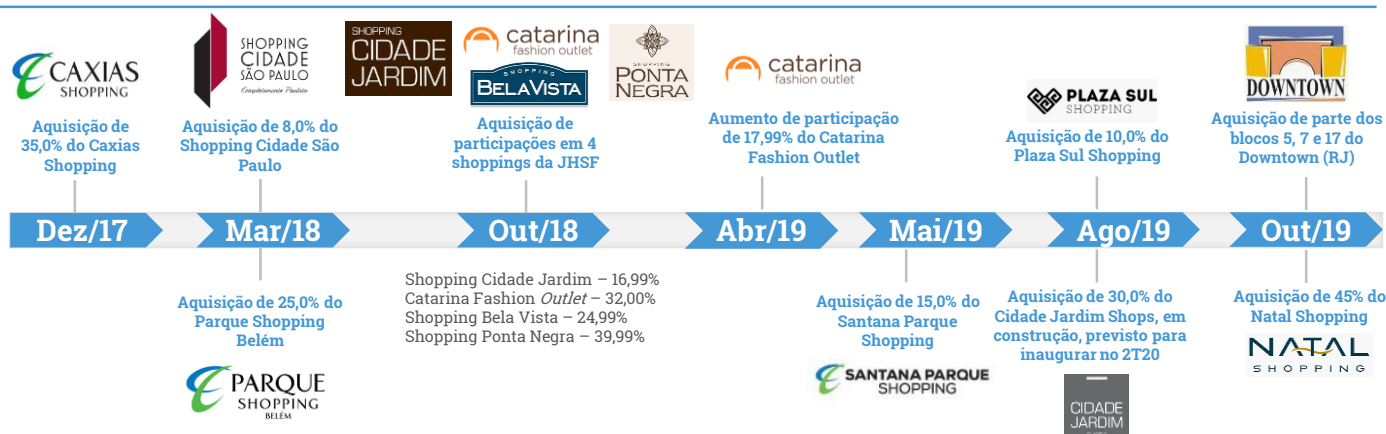 CAXIAS
SHOPPING
Aquisição de
35,0% do Caxias
Shopping
SHOPPING
CIDADE
SÃO PAULO
Completamente Paulista
Aquisição de 8,0% do
Shopping Cidade São
Paulo
SHOPPING
CIDADE
JARDIM
catarina
fashion outlet
SHOPPING
BELAVISTA
SHOPPING
PONTA
NEGRA
Aquisição de
participações em 4
shoppings da JHSF
catarina
fashion outlet
Aumento de participação
de 17,99% do Catarina
Fashion Outlet
PLAZA SUL
SHOPPING
Aquisição de 10,0% do
Plaza Sul Shopping
DOWNTOWN
Aquisição de parte dos
blocos 5, 7 e 17 do
Downtown (RJ)
Dez/17
Mar/18
Out/18
Abr/19
Mai/19
Ago/19
Out/19
Aquisição de 25,0% do
Parque Shopping
Belém
PARQUE
SHOPPING
BELÉM
Shopping Cidade Jardim – 16,99%
Catarina Fashion Outlet – 32,00%
Shopping Bela Vista – 24,99%
Shopping Ponta Negra – 39,99%
Aquisição de 15,0% do
Santana Parque
Shopping
SANTANA PARQUE
SHOPPING
Aquisição de 30,0% do
Cidade Jardim Shops, em
construção, previsto para
inaugurar no 2T20
CIDADE
JARDIM
Aquisição de 45% do
Natal Shopping
NATAL
SHOPPING